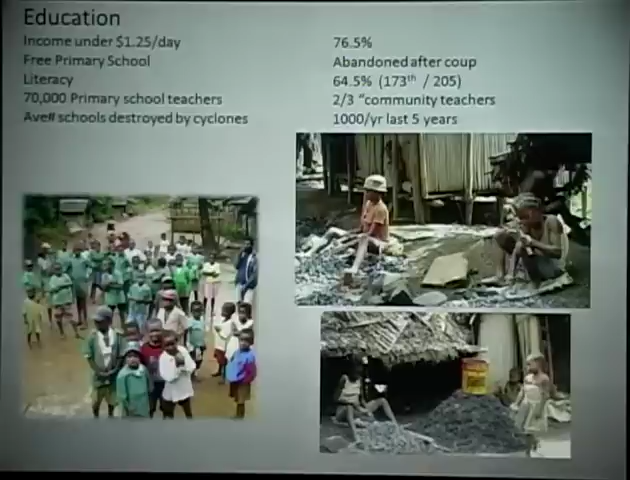 Education
Income under $1.25/day 76.5%
Free Primary School Abandoned after coup
Literacy 64.5% (173th / 205)
70,000 Primary school teachers 2/3 "community teachers
Ave# schools destroyed by cyclones 1000/yr last 5 years